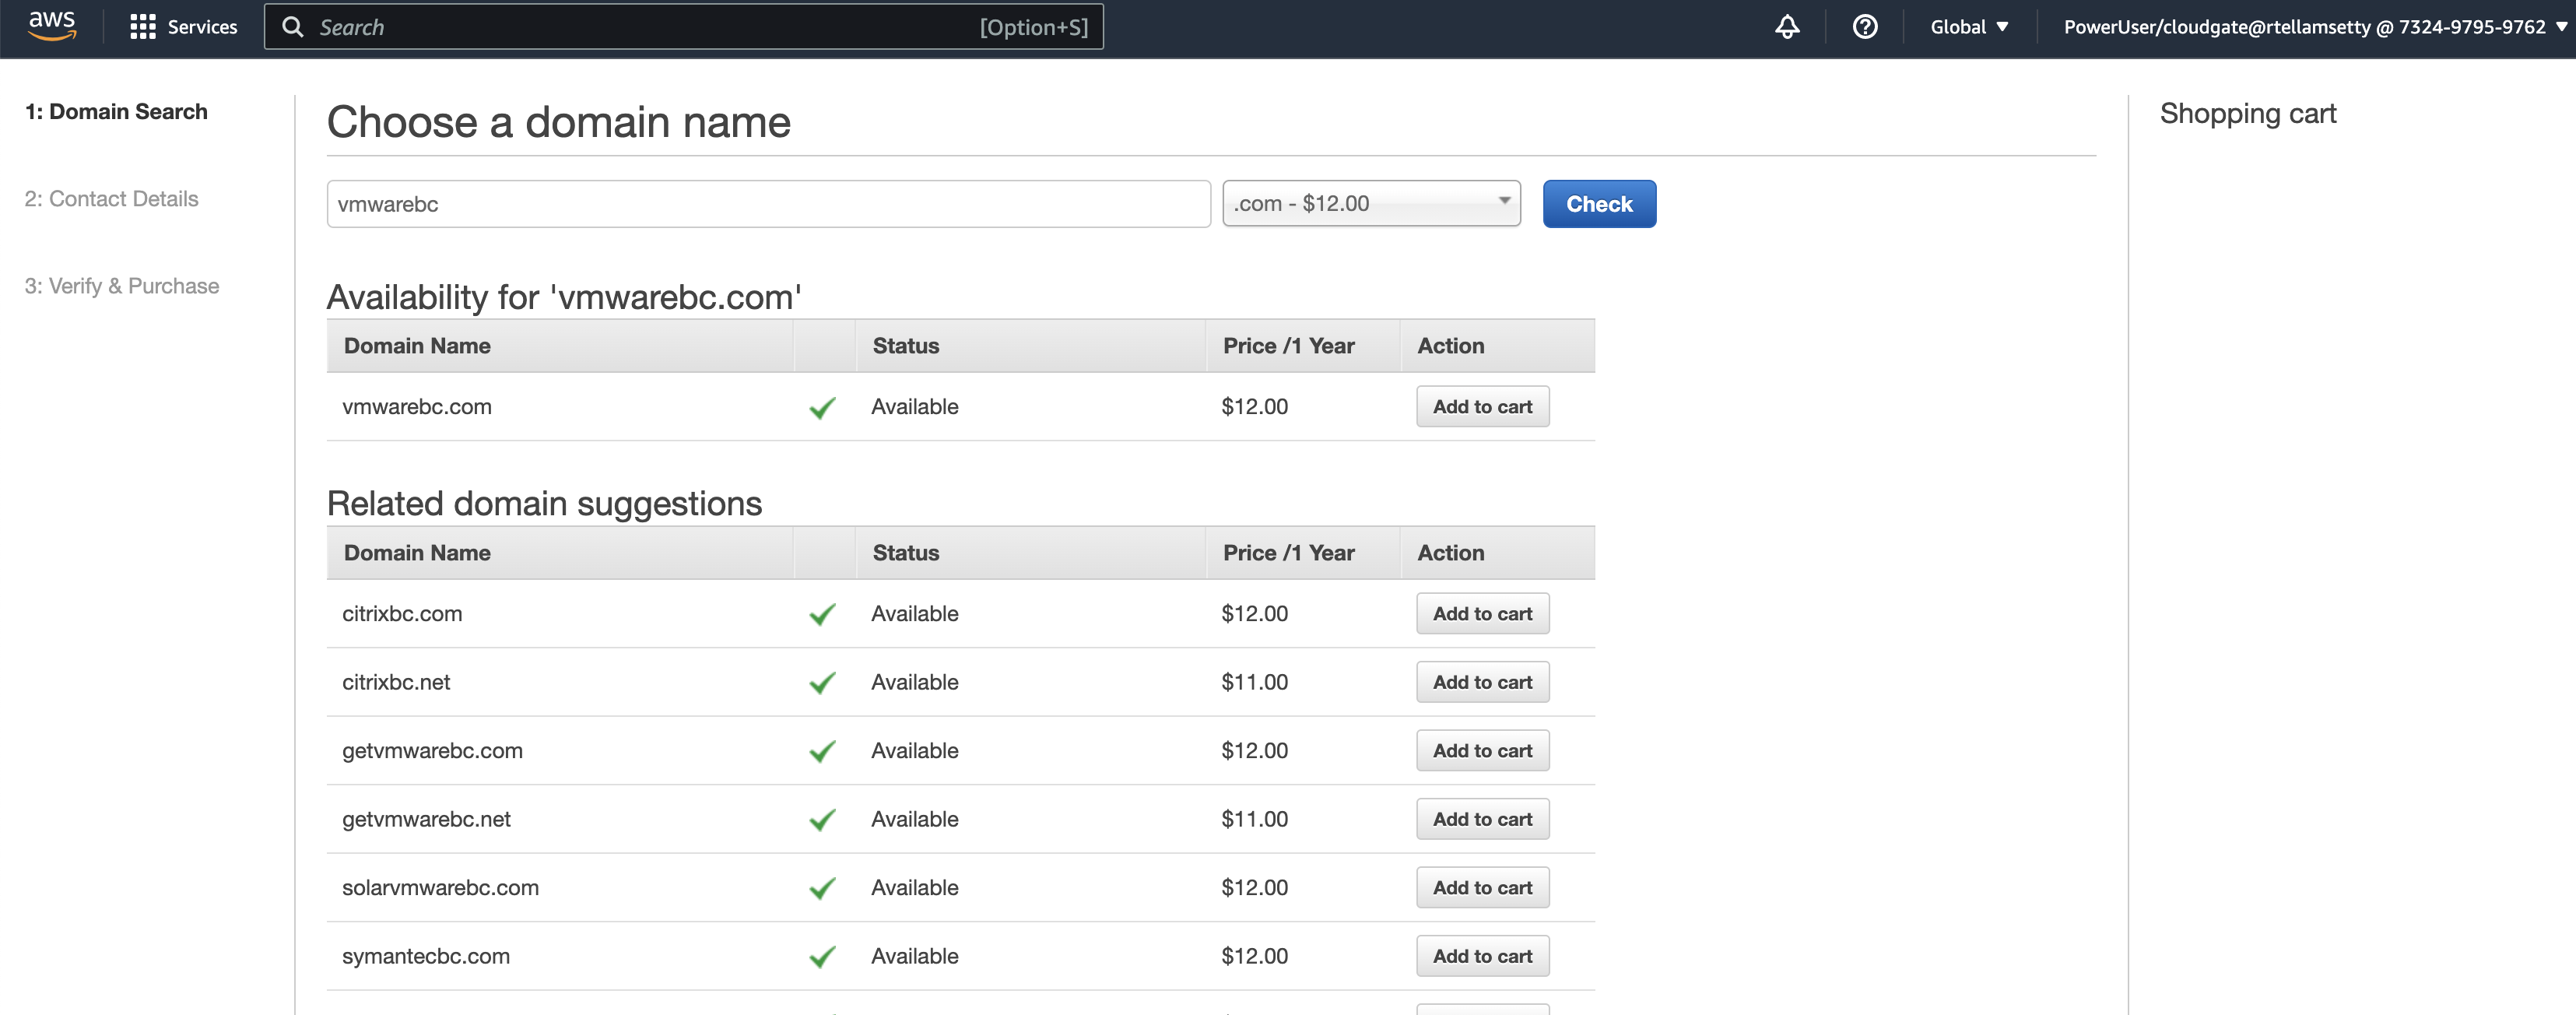 aws Services Search [Option+S] Global PowerUser/cloudgate@rtellamsetty @ 7324-9795-9762
1: Domain Search
2: Contact Details
3: Verify & Purchase
Choose a domain name
vmwarebc .com - $12.00 Check
Availability for 'vmwarebc.com'
Domain Name Status Price /1 Year Action
vmwarebc.com Available $12.00 Add to cart
Related domain suggestions
Domain Name Status Price /1 Year Action
citrixbc.com Available $12.00 Add to cart
citrixbc.net Available $11.00 Add to cart
getvmwarebc.com Available $12.00 Add to cart
getvmwarebc.net Available $11.00 Add to cart
solarvmwarebc.com Available $12.00 Add to cart
symantecbc.com Available $12.00 Add to cart
Shopping cart